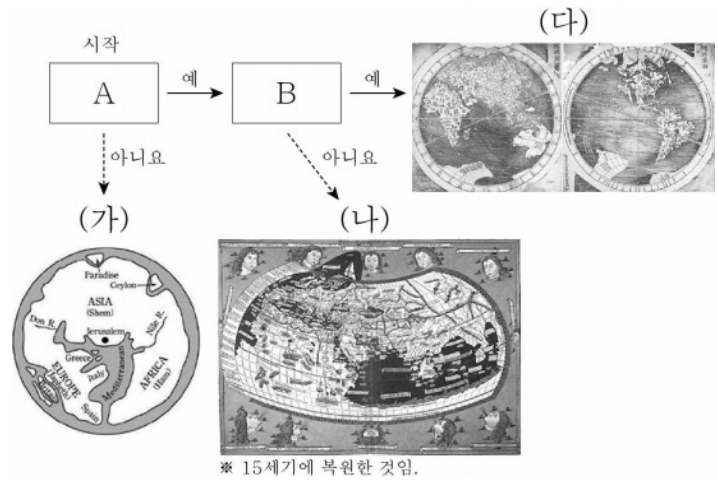 (다)
시작
A
예
B
예
아니요
아니요
(가)
(나)
Paradise
Ceylon
ASIA
(Shem)
Don R.
Jerusalem
Nile R.
Greece
Italy
Mediterranean
EUROPE
AFRICA
(Ham)
Spain
※ 15세기에 복원한 것임.